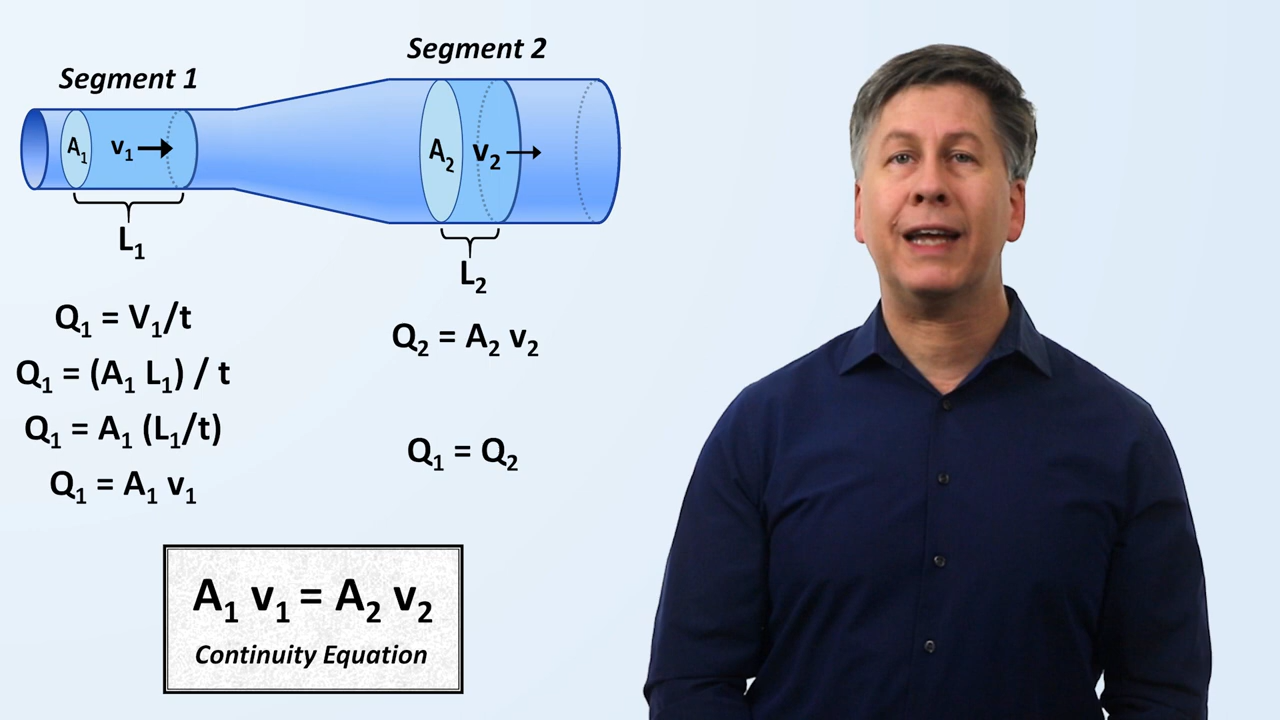 Segment 1
Segment 2
A₁ v₁
A₂ v₂
L₁
L₂
Q₁ = V₁/t
Q₁ = (A₁ L₁) / t
Q₁ = A₁ (L₁/t)
Q₁ = A₁ v₁
Q₂ = A₂ v₂
Q₁ = Q₂
A₁ v₁ = A₂ v₂
Continuity Equation